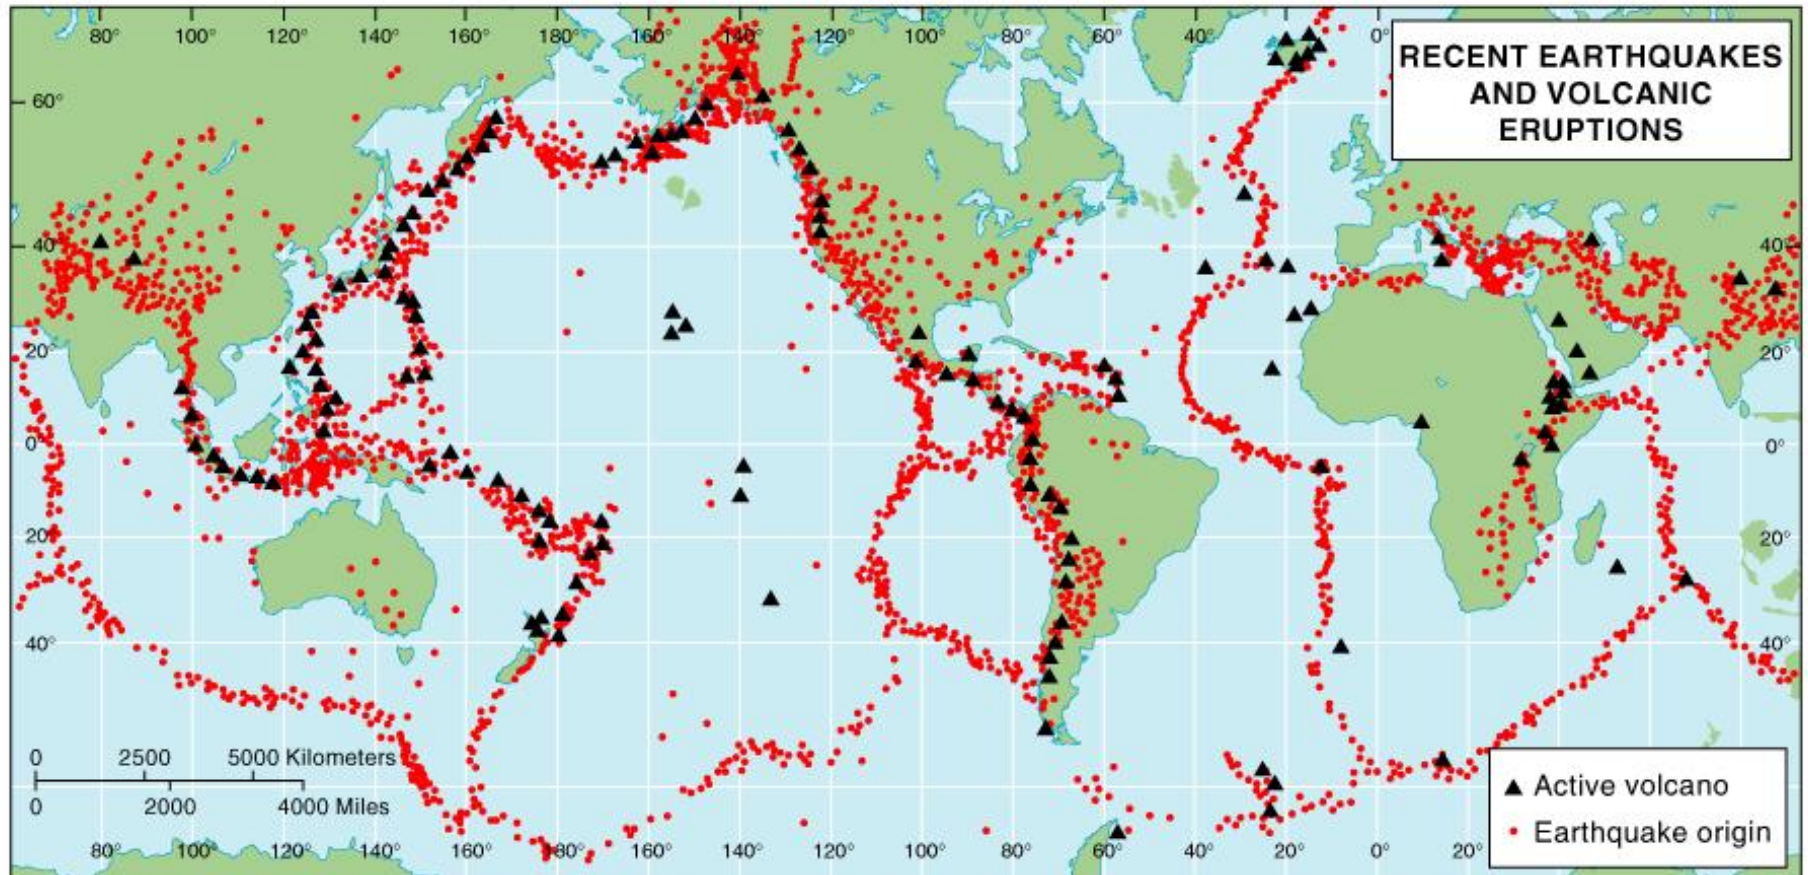 80° 100° 120° 140° 160° 180° 160° 140° 120° 100° 80° 60° 40° 0°
RECENT EARTHQUAKES
AND VOLCANIC
ERUPTIONS
60°
40° 40°
20° 20°
0° 0°
20° 20°
40° 40°
0 2500 5000 Kilometers
0 2000 4000 Miles
Active volcano
Earthquake origin
80° 100° 120° 140° 160° 180° 160° 140° 120° 100° 80° 60° 40° 0° 20°